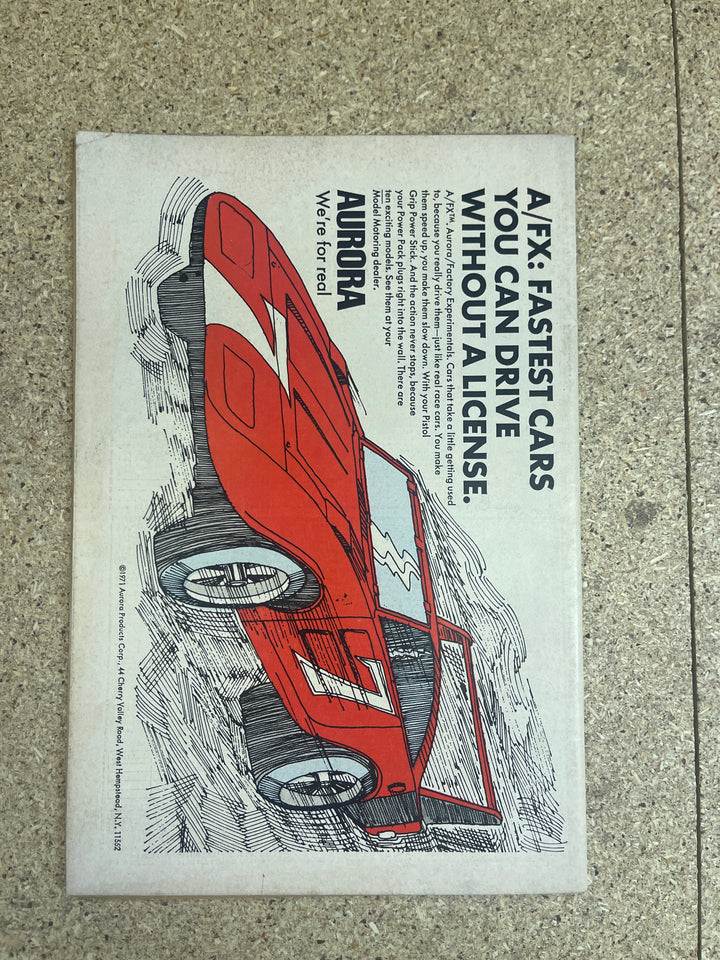 A/FX: FASTEST CARS
YOU CAN DRIVE
WITHOUT A LICENSE.
A/FX™. Aurora/Factory Experimentals. Cars that take a little getting used
to, because you really drive them—just like real race cars. You make
them speed up, you make them slow down. With your Pistol
Grip Power Stick. And the action never stops, because
your Power Pack plugs right into the wall. There are
ten exciting models. See them at your
Model Motoring dealer.
AURORA
We're for real
7
©1971 Aurora Products Corp., 44 Cherry Valley Road, West Hempstead, N.Y. 11552